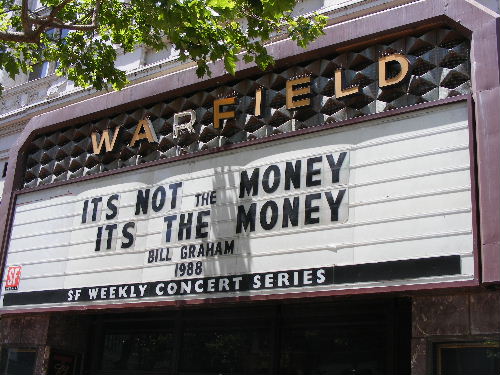 WARFIELD
ITS NOT THE MONEY
ITS THE MONEY
BILL GRAHAM
1988
SF
SF WEEKLY CONCERT SERIES